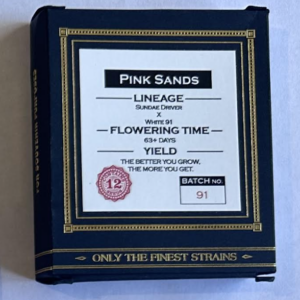 PINK SANDS
LINEAGE
SUNDAE DRIVER
X
WHITE 91
FLOWERING TIME
63+ DAYS
YIELD
THE BETTER YOU GROW,
THE MORE YOU GET.
12
BATCH NO.
91
ONLY THE FINEST STRAINS